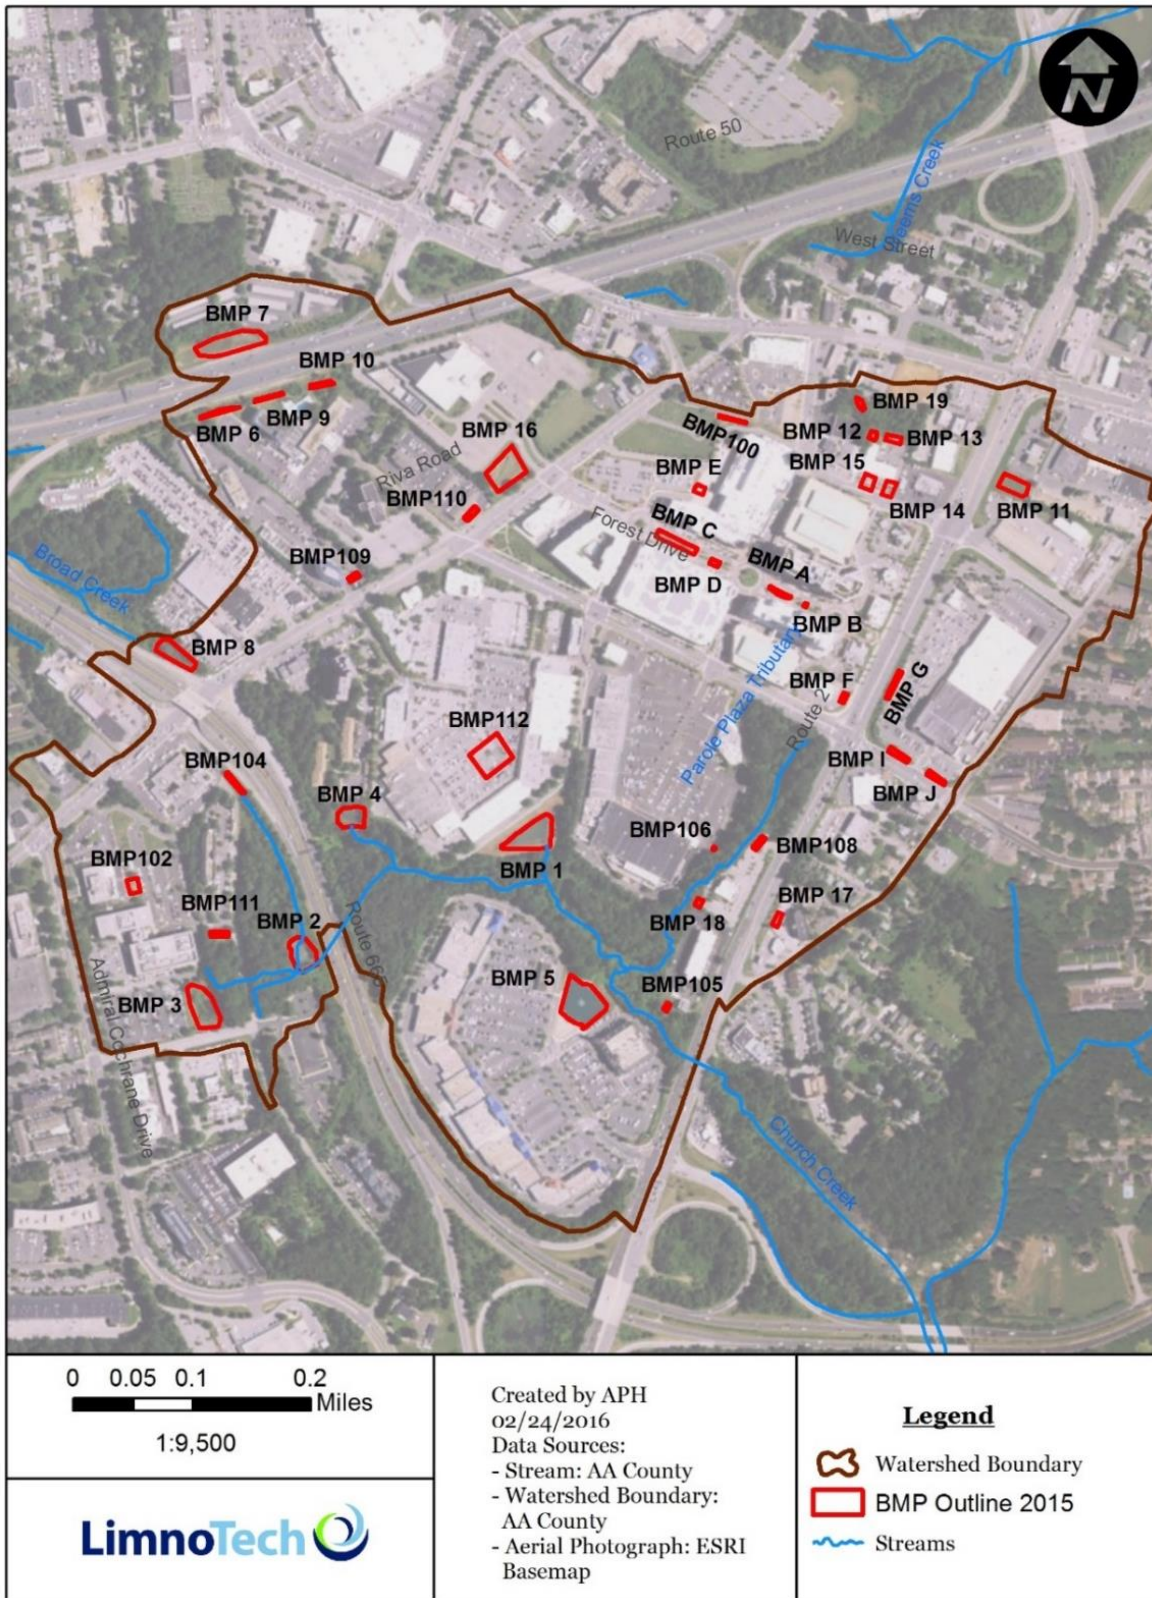 N
Route 50
Weems Creek
West Street
BMP 7
BMP 10
BMP 9
BMP 6
BMP 19
BMP100
BMP 12
BMP 13
BMP 16
Riva Road
BMP E
BMP 15
BMP 14
BMP 11
BMP110
BMP C
Forest Drive
BMP D
BMP A
BMP B
BMP109
Broad Creek
BMP 8
Parole Plaza Tributary
BMP F
BMP G
Route 2
BMP112
BMP I
BMP J
BMP104
BMP 4
BMP106
BMP108
BMP 1
BMP102
BMP111
BMP 2
BMP 17
BMP 18
Route 665
BMP 5
BMP105
BMP 3
Admiral Cochrane Drive
Church Creek
0 0.05 0.1 0.2
Miles
1:9,500
LimnoTech
Created by APH
02/24/2016
Data Sources:
- Stream: AA County
- Watershed Boundary:
AA County
- Aerial Photograph: ESRI
Basemap
Legend
Watershed Boundary
BMP Outline 2015
Streams